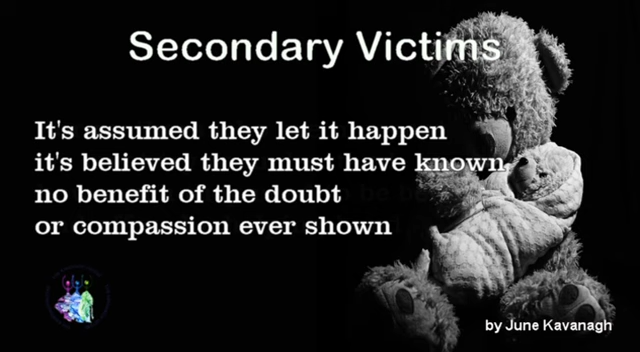 Secondary Victims
It's assumed they let it happen
it's believed they must have known
no benefit of the doubt
or compassion ever shown
by June Kavanagh